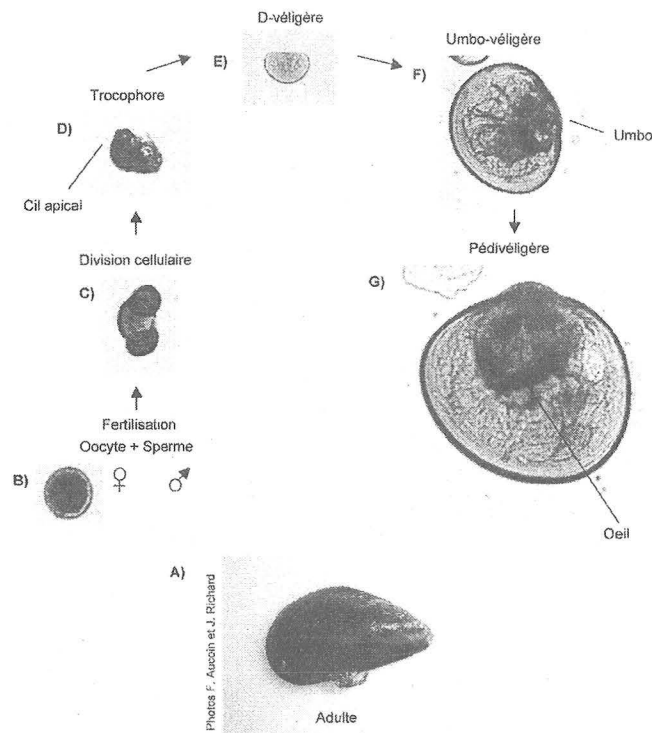 D-véligère
E)
Umbo-véligère
F)
Trocophore
D)
Umbo
Cil apical
Division cellulaire
C)
Pédivéligère
G)
Fertilisation
Oocyte + Sperme
B) ♀ ♂
Oeil
A)
Photos F. Aucoin et J. Richard
Adulte